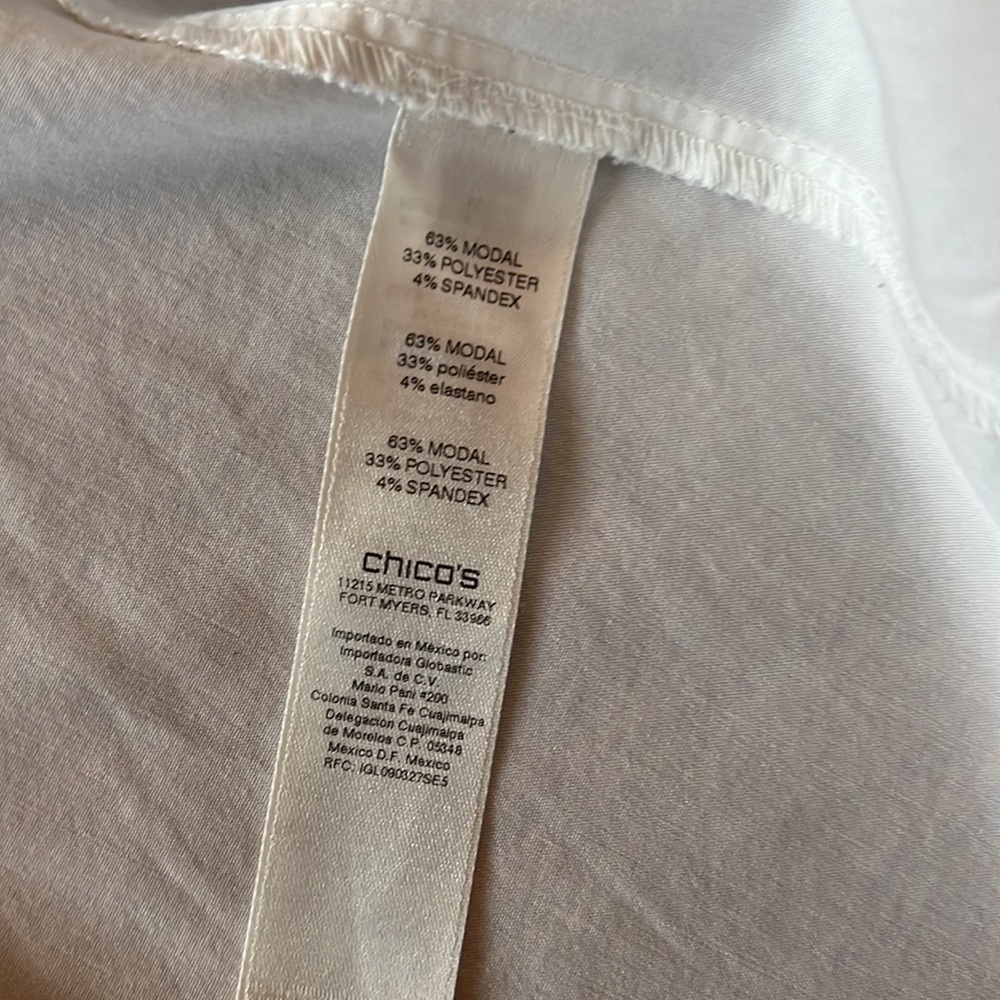 63% MODAL
33% POLYESTER
4% SPANDEX
63% MODAL
33% poliéster
4% elastano
63% MODAL
33% POLYESTER
4% SPANDEX
chico's
11215 METRO PARKWAY
FORT MYERS, FL 33966
Importado en México por:
Importadora Globastic
S.A. de C.V.
Mario Pani #200
Colonia Santa Fe Cuajimalpa
Delegación Cuajimalpa
de Morelos C.P. 05348
México D.F. México
RFC: IGL090327SE5